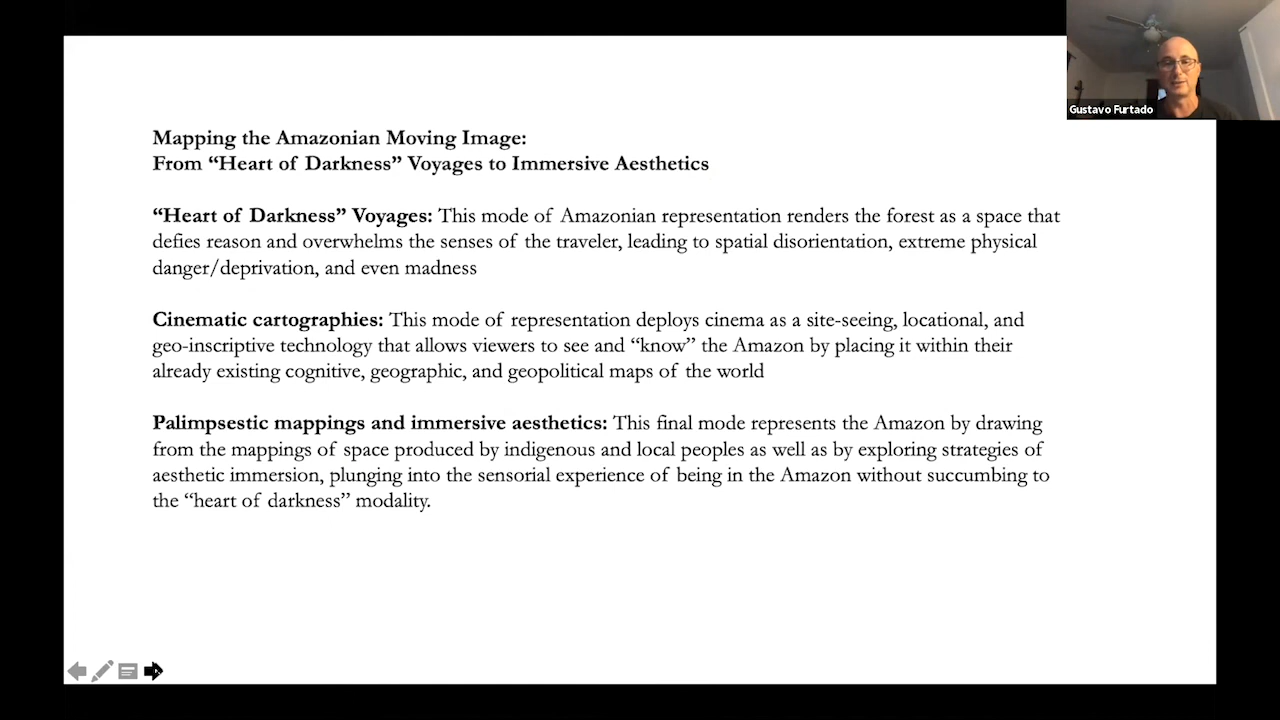 Gustavo Furtado
Mapping the Amazonian Moving Image:
From “Heart of Darkness” Voyages to Immersive Aesthetics
“Heart of Darkness” Voyages: This mode of Amazonian representation renders the forest as a space that
defies reason and overwhelms the senses of the traveler, leading to spatial disorientation, extreme physical
danger/deprivation, and even madness
Cinematic cartographies: This mode of representation deploys cinema as a site-seeing, locational, and
geo-inscriptive technology that allows viewers to see and “know” the Amazon by placing it within their
already existing cognitive, geographic, and geopolitical maps of the world
Palimpsestic mappings and immersive aesthetics: This final mode represents the Amazon by drawing
from the mappings of space produced by indigenous and local peoples as well as by exploring strategies of
aesthetic immersion, plunging into the sensorial experience of being in the Amazon without succumbing to
the “heart of darkness” modality.